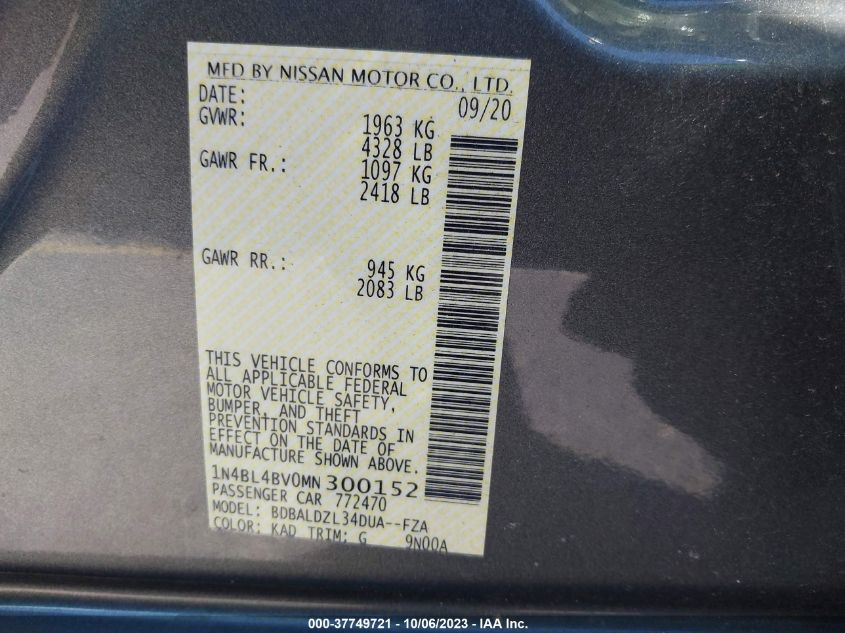 MFD BY NISSAN MOTOR CO., LTD.
DATE: 09/20
GVWR: 1963 KG
4328 LB
GAWR FR.: 1097 KG
2418 LB
GAWR RR.: 945 KG
2083 LB
THIS VEHICLE CONFORMS TO
ALL APPLICABLE FEDERAL
MOTOR VEHICLE SAFETY,
BUMPER, AND THEFT
PREVENTION STANDARDS IN
EFFECT ON THE DATE OF
MANUFACTURE SHOWN ABOVE.
1N4BL4BV0MN300152
PASSENGER CAR 772470
MODEL: BDBALDZL34DUA--FZA
COLOR: KAD TRIM: G 9N00A
000-37749721 - 10/06/2023 - IAA Inc.